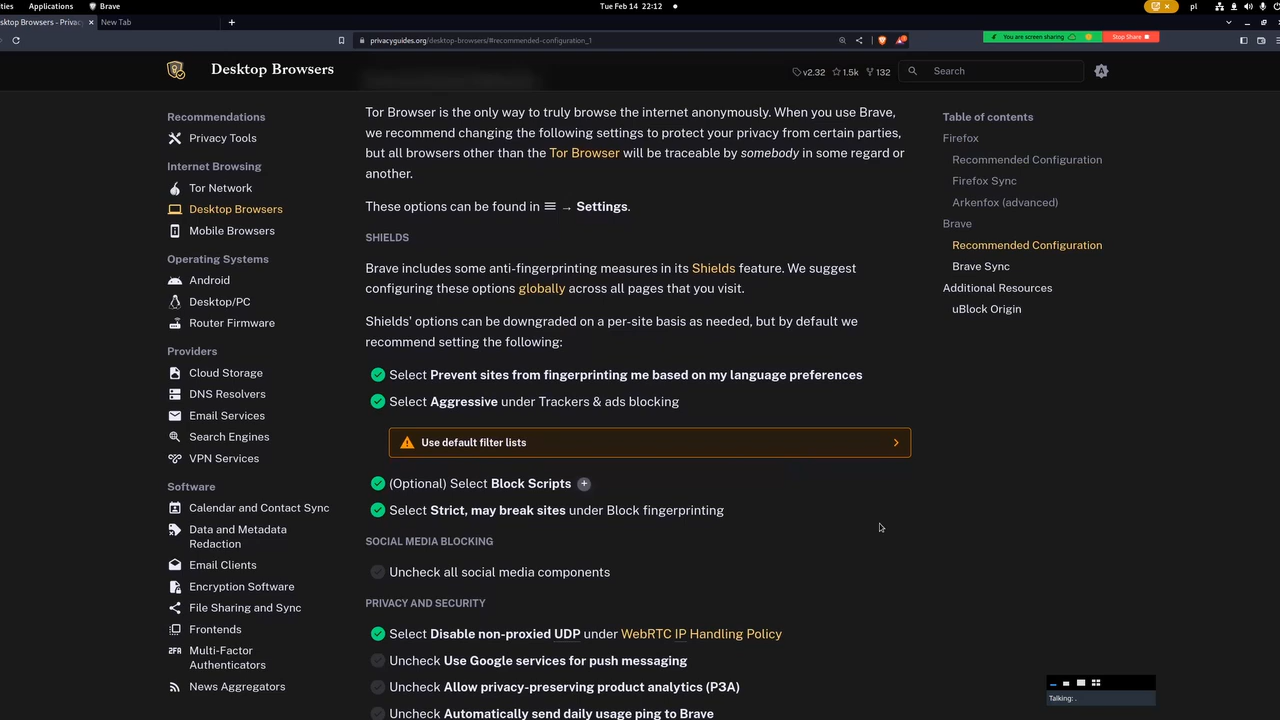 ities
Applications
Brave
Tue Feb 14 22:12
pl
sktop Browsers - Privac
New Tab
privacyguides.org/desktop-browsers/#recommended-configuration_1
You are screen sharing
Stop Share
Desktop Browsers
v2.32
1.5k
132
Search
Recommendations
Privacy Tools
Internet Browsing
Tor Network
Desktop Browsers
Mobile Browsers
Operating Systems
Android
Desktop/PC
Router Firmware
Providers
Cloud Storage
DNS Resolvers
Email Services
Search Engines
VPN Services
Software
Calendar and Contact Sync
Data and Metadata
Redaction
Email Clients
Encryption Software
File Sharing and Sync
Frontends
2FA
Multi-Factor
Authenticators
News Aggregators
Tor Browser is the only way to truly browse the internet anonymously. When you use Brave,
we recommend changing the following settings to protect your privacy from certain parties,
but all browsers other than the Tor Browser will be traceable by somebody in some regard or
another.
These options can be found in ≡ → Settings.
SHIELDS
Brave includes some anti-fingerprinting measures in its Shields feature. We suggest
configuring these options globally across all pages that you visit.
Shields' options can be downgraded on a per-site basis as needed, but by default we
recommend setting the following:
Select Prevent sites from fingerprinting me based on my language preferences
Select Aggressive under Trackers & ads blocking
Use default filter lists
(Optional) Select Block Scripts
Select Strict, may break sites under Block fingerprinting
SOCIAL MEDIA BLOCKING
Uncheck all social media components
PRIVACY AND SECURITY
Select Disable non-proxied UDP under WebRTC IP Handling Policy
Uncheck Use Google services for push messaging
Uncheck Allow privacy-preserving product analytics (P3A)
Uncheck Automatically send daily usage ping to Brave
Table of contents
Firefox
Recommended Configuration
Firefox Sync
Arkenfox (advanced)
Brave
Recommended Configuration
Brave Sync
Additional Resources
uBlock Origin
Talking: .